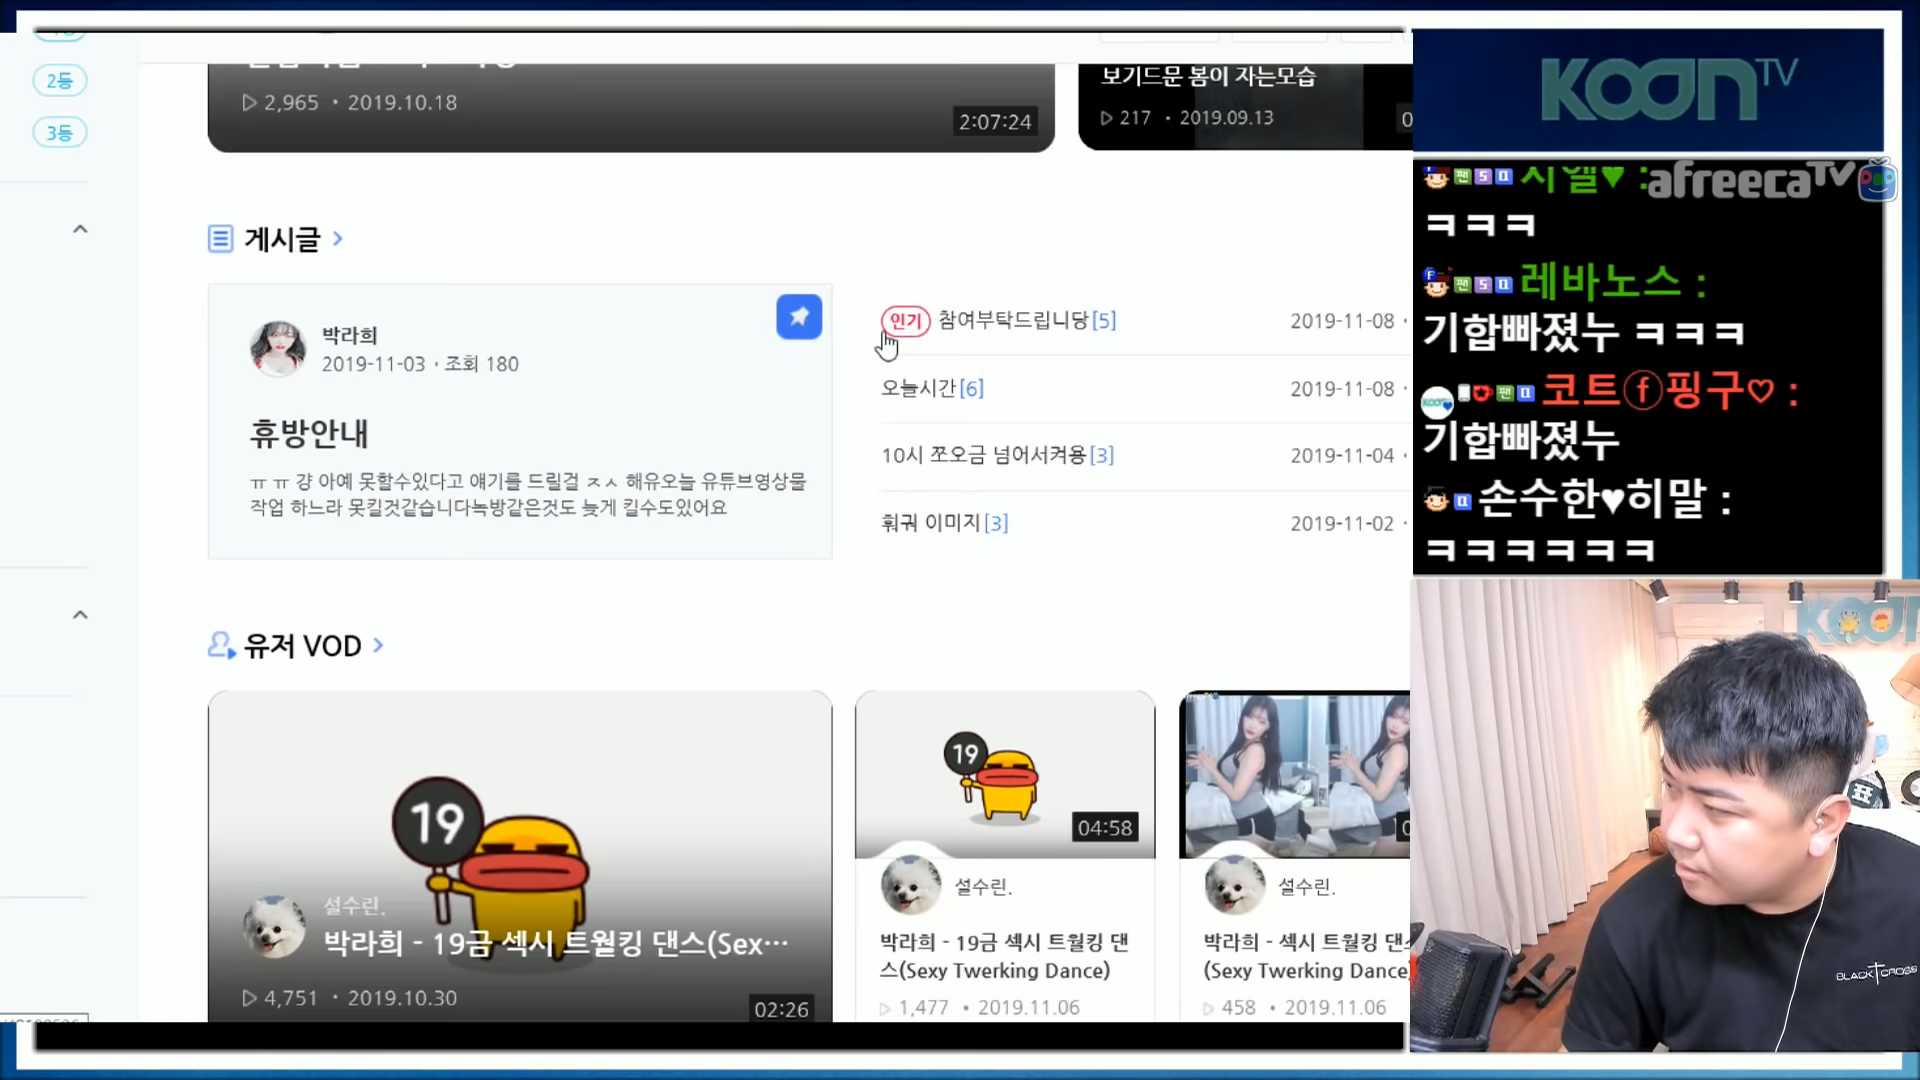 2등
3등
2,965 · 2019.10.18
2:07:24
보기드문 봄이 자는모습
217 · 2019.09.13
게시글
박라희
2019-11-03 · 조회 180
휴방안내
ㅠㅠ 걍 아예 못할수있다고 얘기를 드릴걸 ㅈㅅ 해유오늘 유튜브영상물
작업 하느라 못킬것같습니다녹방같은것도 늦게 킬수도있어요
인기 참여부탁드립니당[5] 2019-11-08 ·
오늘시간[6] 2019-11-08 ·
10시 쪼오금 넘어서켜용[3] 2019-11-04 ·
훠궈 이미지[3] 2019-11-02 ·
유저 VOD
19
설수린.
박라희 - 19금 섹시 트월킹 댄스(Sex···
4,751 · 2019.10.30
02:26
19
04:58
설수린.
박라희 - 19금 섹시 트월킹 댄
스(Sexy Twerking Dance)
1,477 · 2019.11.06
설수린.
박라희 - 섹시 트월킹 댄스
(Sexy Twerking Dance)
458 · 2019.11.06
KOONTV
afreecaTV
시엘♥ :
ㅋㅋㅋ
레바노스 :
기합빠졌누 ㅋㅋㅋ
코트ⓕ핑구♡ :
기합빠졌누
손수한♥히말 :
ㅋㅋㅋㅋㅋㅋ
KOON
BLACK CROSS